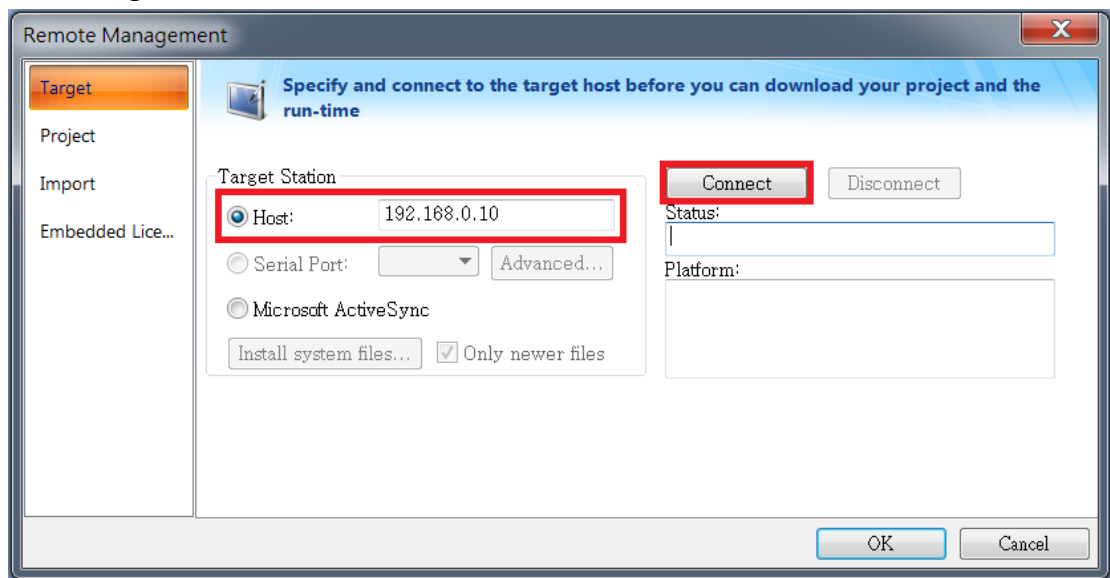 Remote Management
X
Target
Project
Import
Embedded Lice...
Specify and connect to the target host before you can download your project and the
run-time
Target Station
Host:
192.168.0.10
Serial Port:
Advanced...
Microsoft ActiveSync
Install system files...
Only newer files
Connect
Disconnect
Status:
Platform:
OK
Cancel